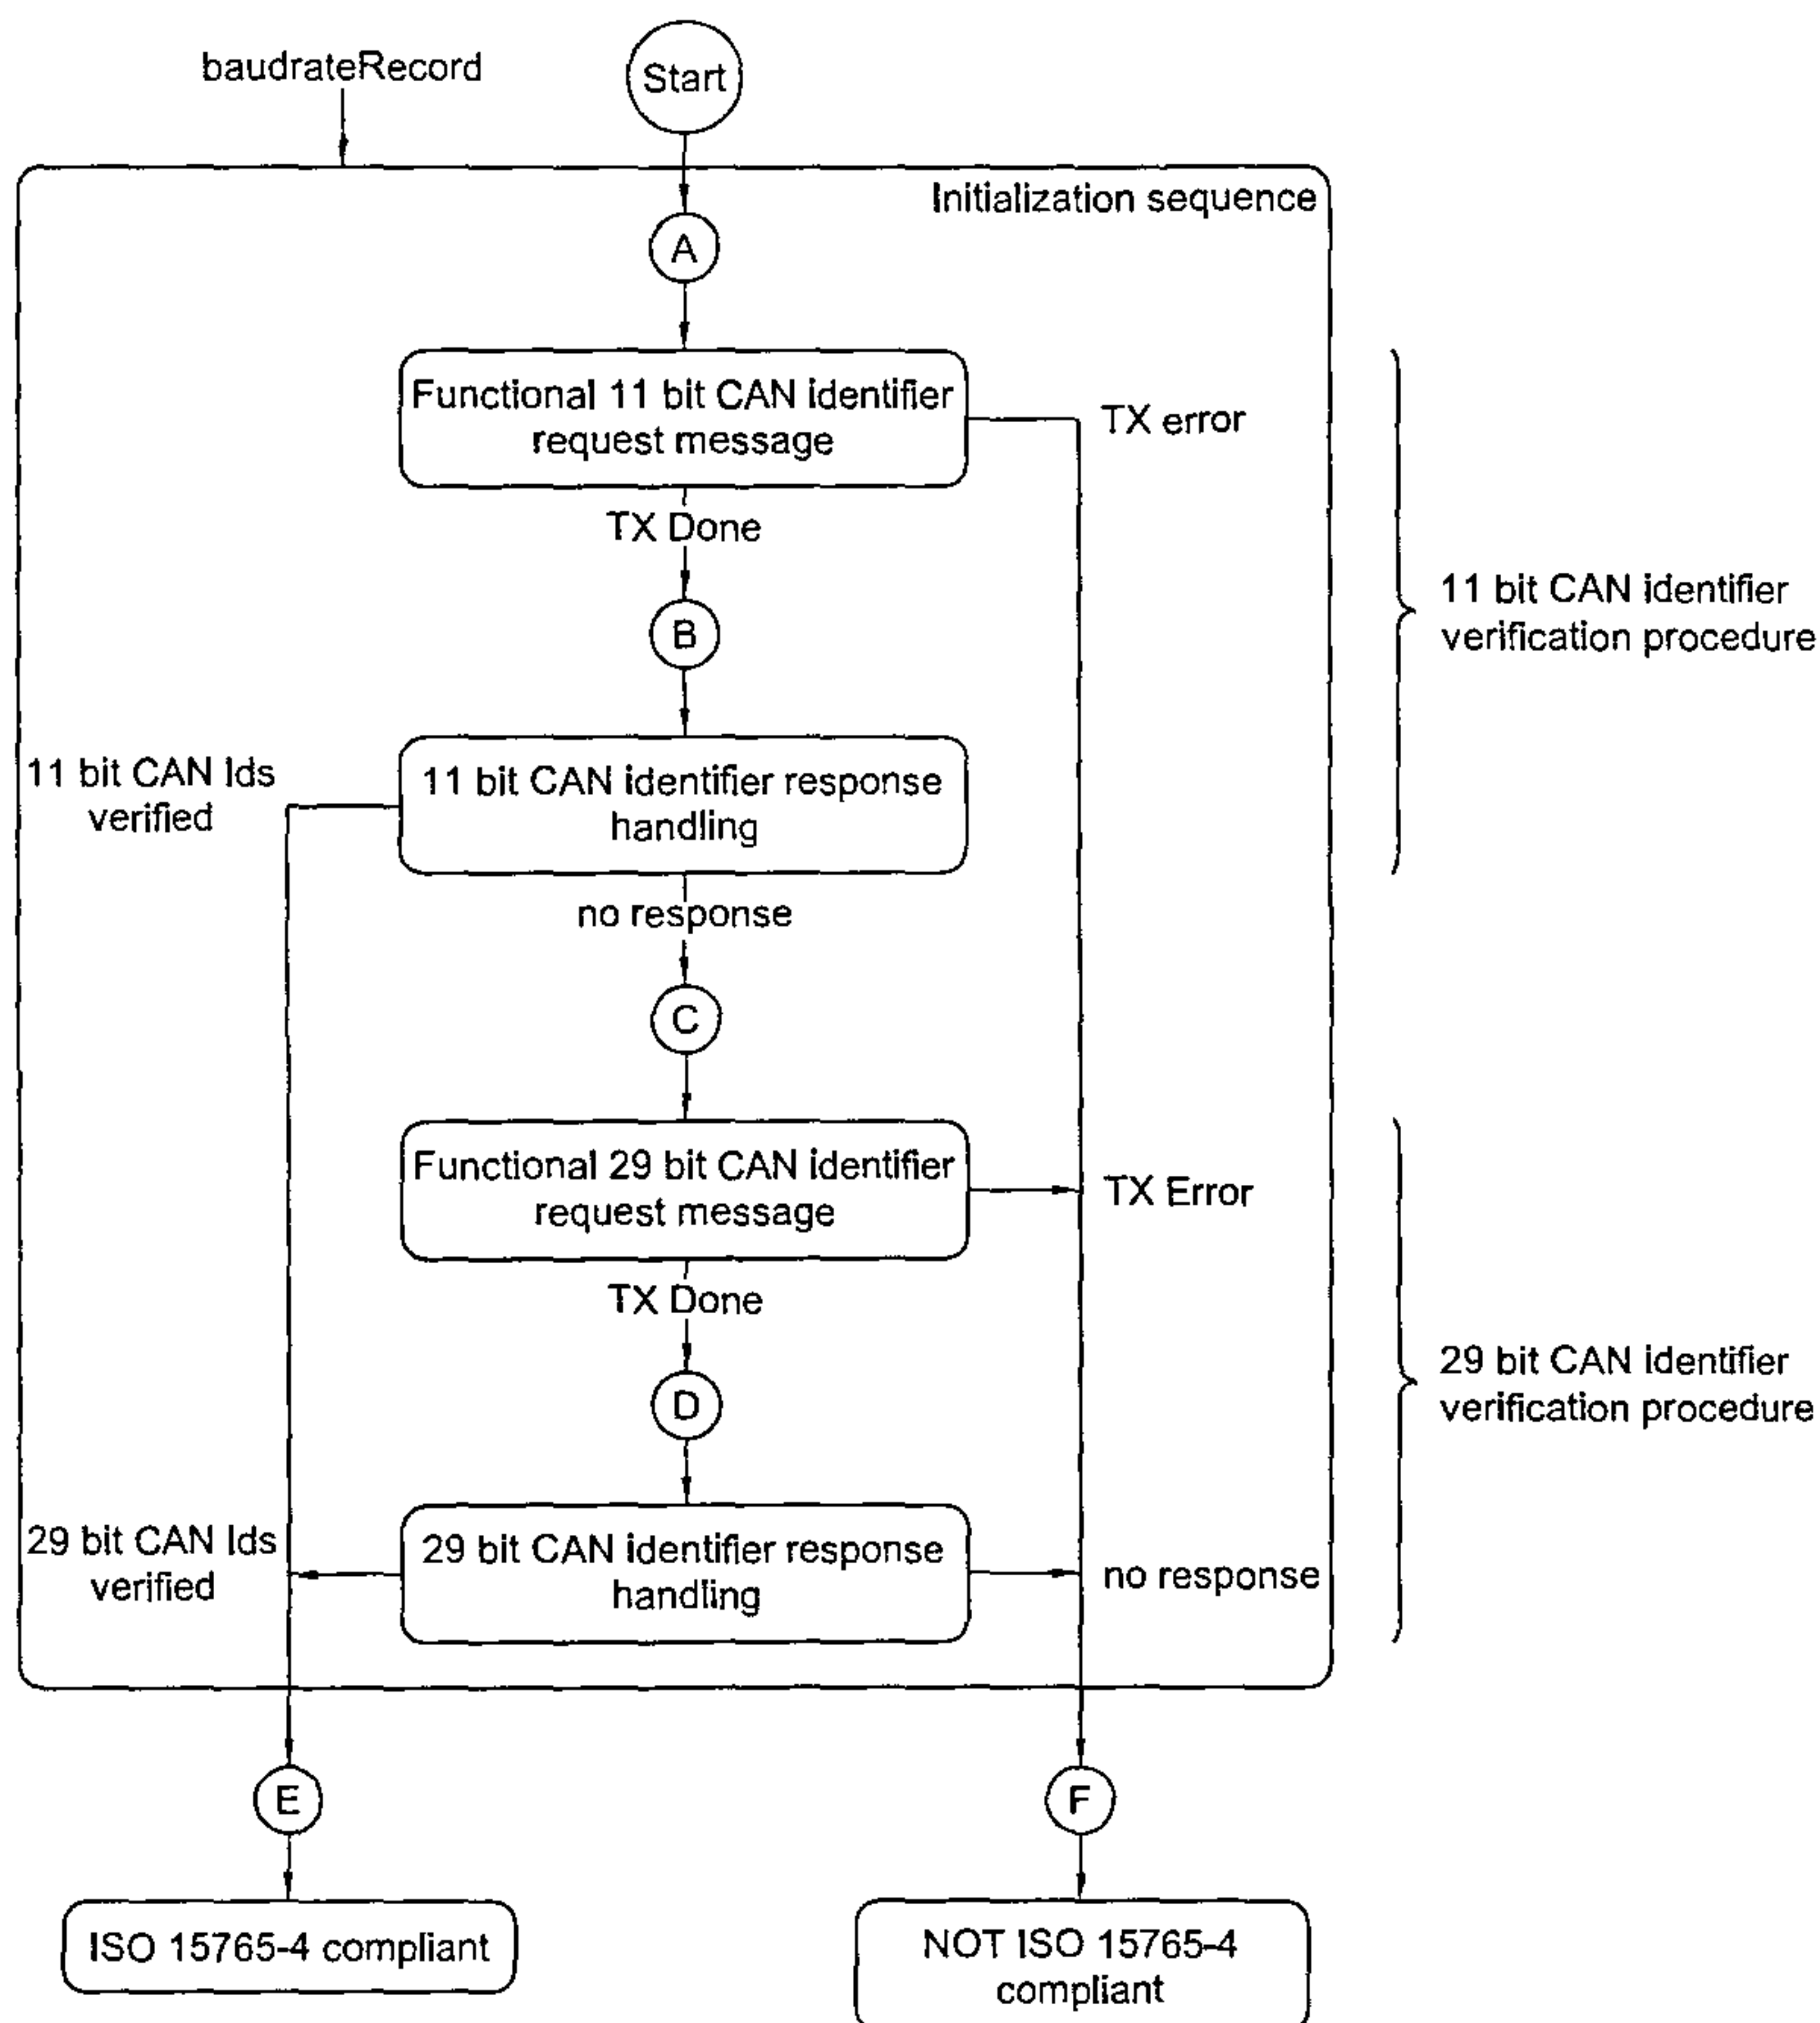 baudrateRecord
Start
Initialization sequence
A
Functional 11 bit CAN identifier
request message
TX error
TX Done
11 bit CAN identifier
verification procedure
B
11 bit CAN Ids
verified
11 bit CAN identifier response
handling
no response
C
Functional 29 bit CAN identifier
request message
TX Error
TX Done
29 bit CAN identifier
verification procedure
D
29 bit CAN Ids
verified
29 bit CAN identifier response
handling
no response
E
F
ISO 15765-4 compliant
NOT ISO 15765-4
compliant